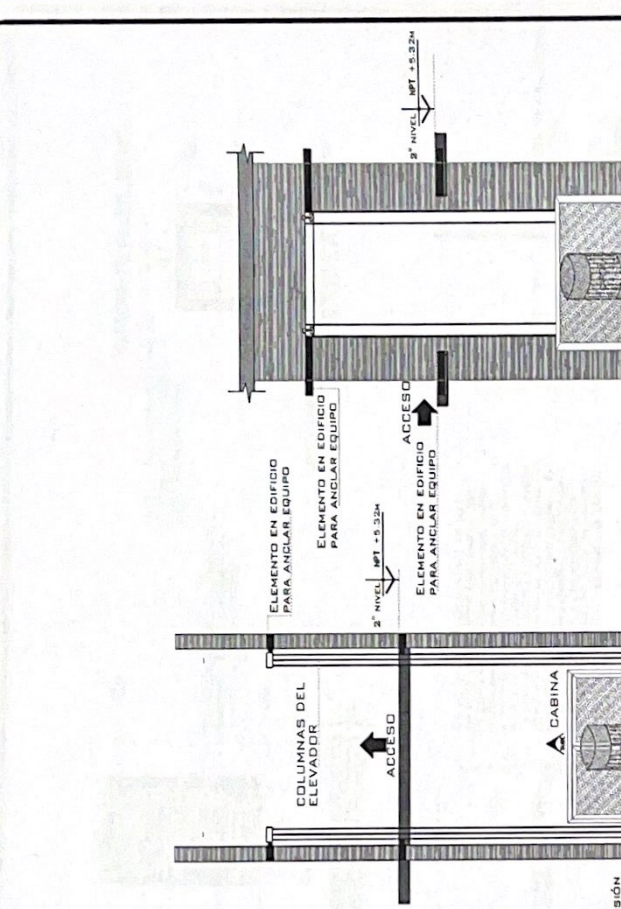 2° NIVEL NPT +5.32M
ELEMENTO EN EDIFICIO
PARA ANCLAR EQUIPO
ACCESO
ELEMENTO EN EDIFICIO
PARA ANCLAR EQUIPO
ELEMENTO EN EDIFICIO
PARA ANCLAR EQUIPO
2° NIVEL NPT +5.32M
COLUMNAS DEL
ELEVADOR
ACCESO
CABINA
SIÓN